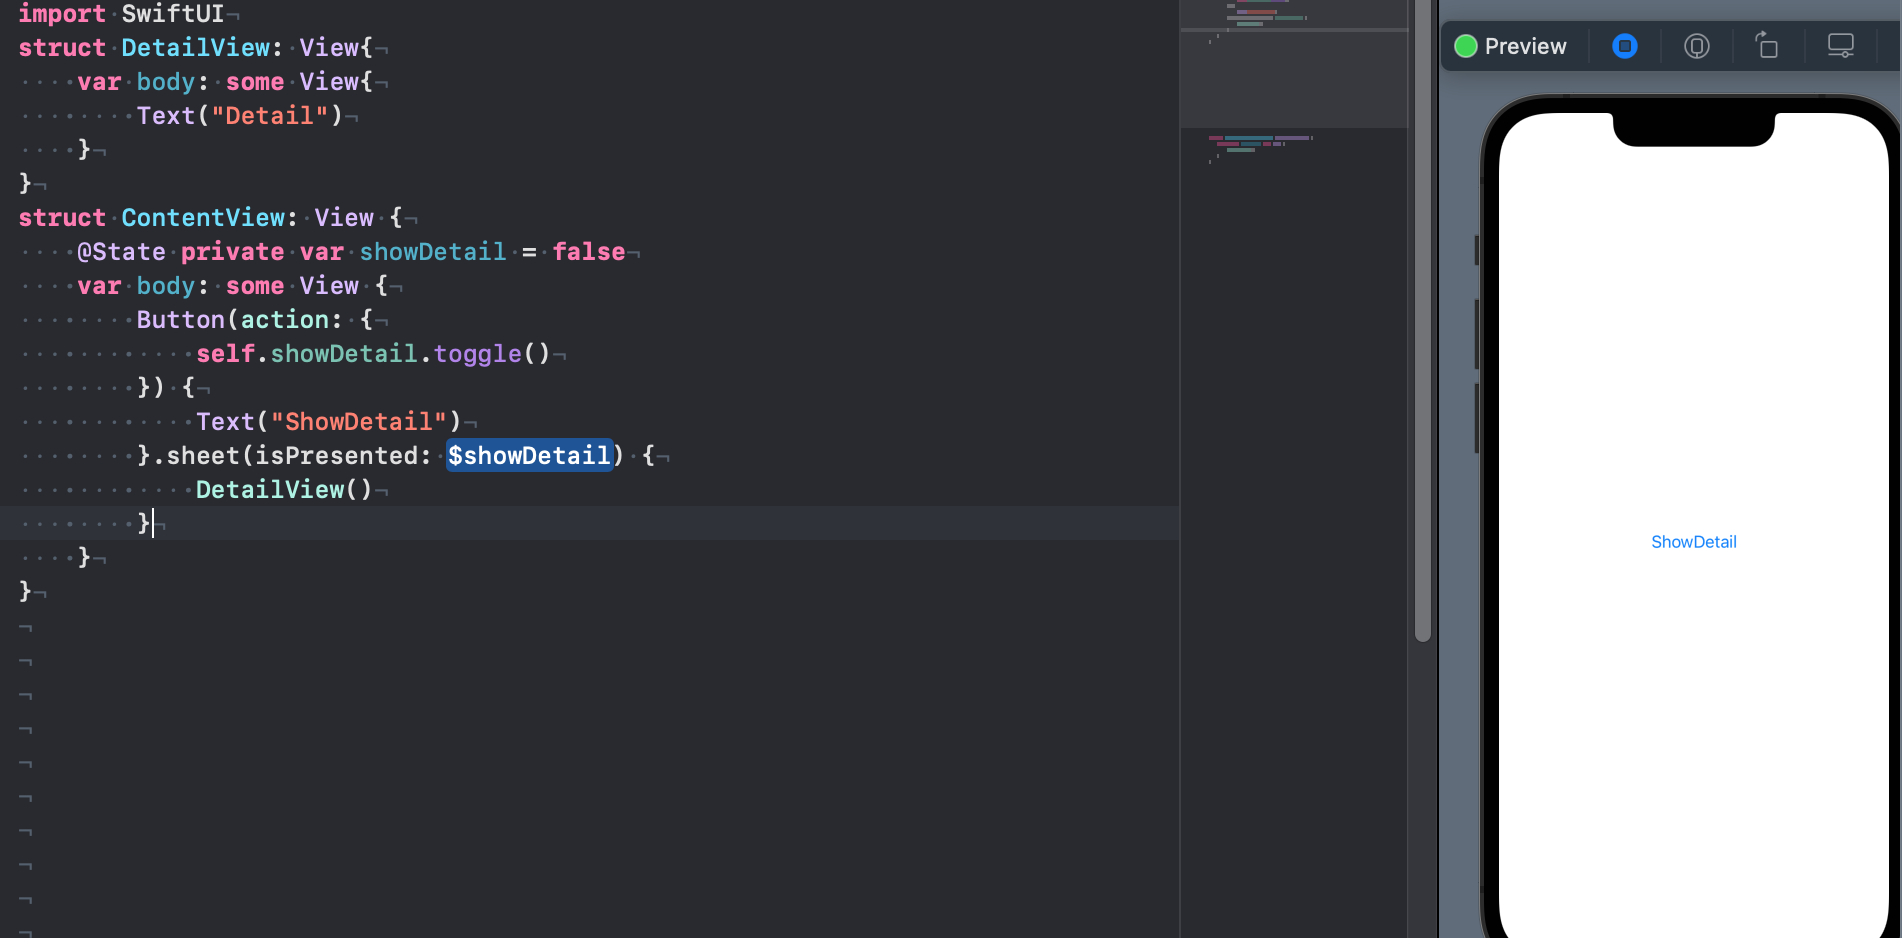 import SwiftUI
struct DetailView: View{
    var body: some View{
        Text("Detail")
    }
}
struct ContentView: View {
    @State private var showDetail = false
    var body: some View {
        Button(action: {
            self.showDetail.toggle()
        }) {
            Text("ShowDetail")
        }.sheet(isPresented: $showDetail) {
            DetailView()
        }
    }
}
Preview
ShowDetail